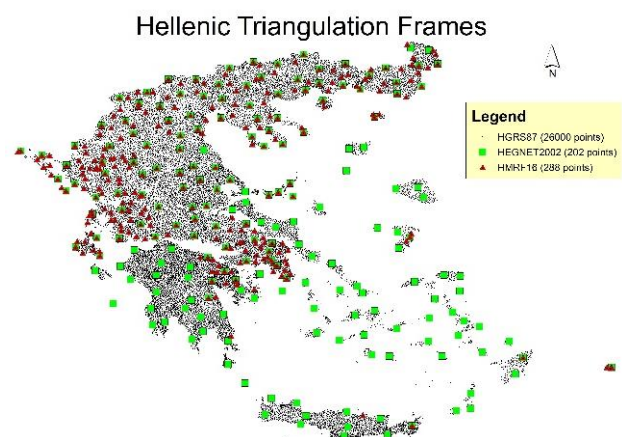 Hellenic Triangulation Frames
N
Legend
HGRS87 (26000 points)
HEGNET2002 (202 points)
HMRF16 (288 points)